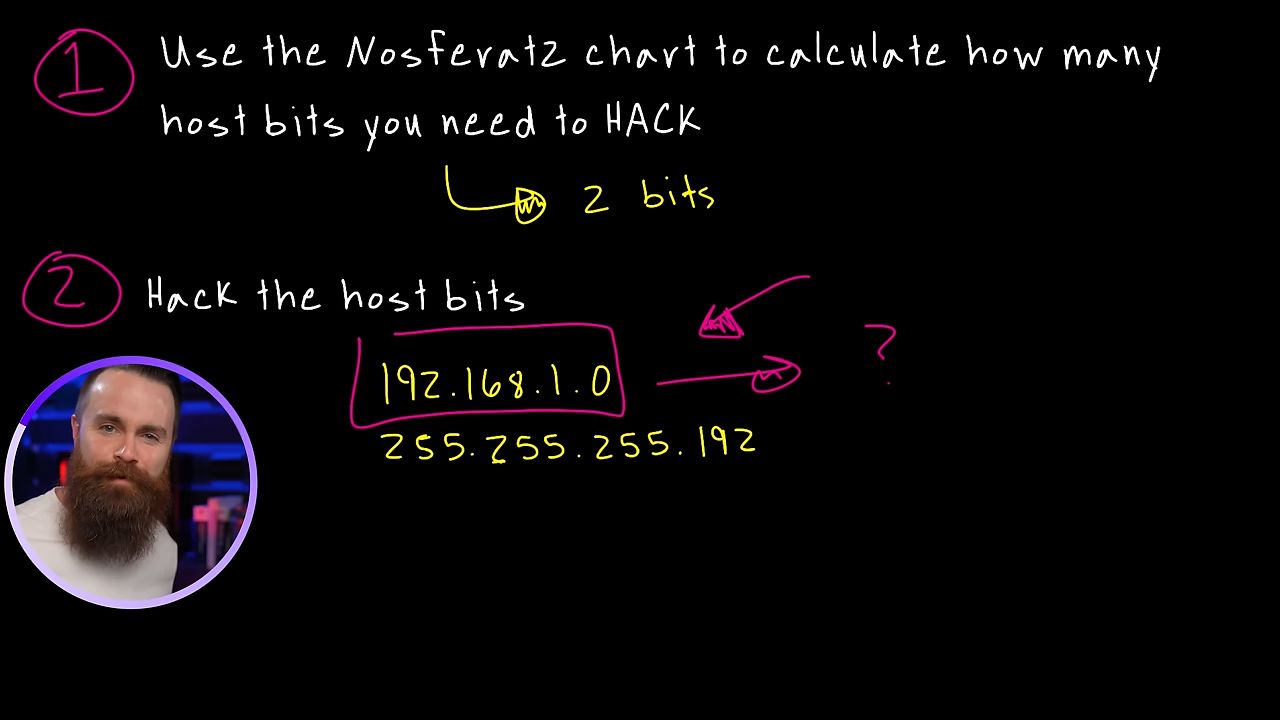 1 Use the Nosferatz chart to calculate how many
host bits you need to HACK
2 bits
2 Hack the host bits
192.168.1.0 ?
255.255.255.192